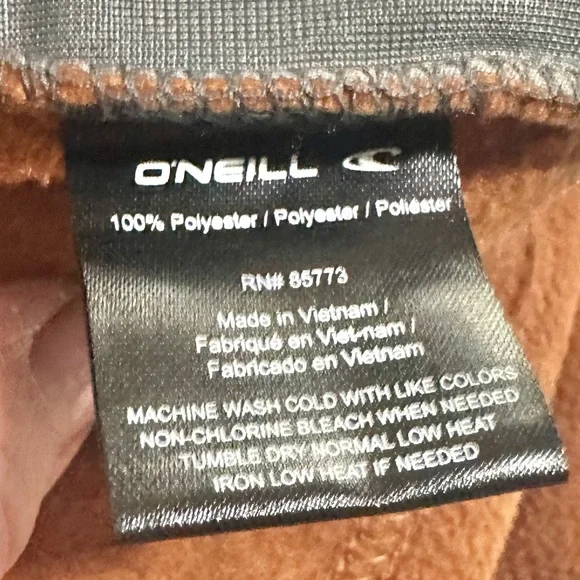 O'NEILL
100% Polyester / Polyester / Poliéster
RN# 85773
Made in Vietnam /
Fabriqué en Viet-nam /
Fabricado en Vietnam
MACHINE WASH COLD WITH LIKE COLORS
NON-CHLORINE BLEACH WHEN NEEDED
TUMBLE DRY NORMAL LOW HEAT
IRON LOW HEAT IF NEEDED